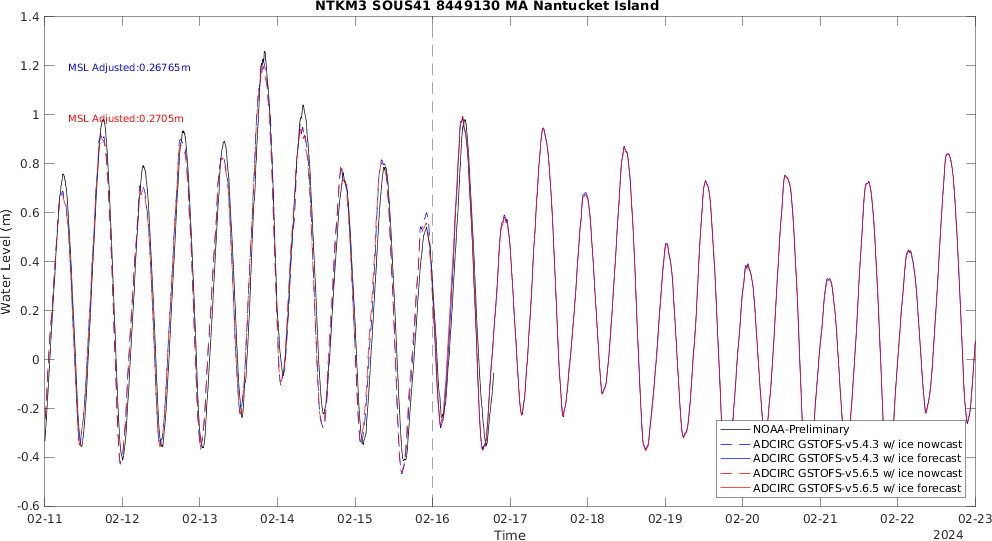 NTKM3 SOUS41 8449130 MA Nantucket Island
1.4
1.2
1
0.8
0.6
0.4
0.2
0
-0.2
-0.4
-0.6
Water Level (m)
MSL Adjusted:0.26765m
MSL Adjusted:0.2705m
NOAA-Preliminary
ADCIRC GSTOFS-v5.4.3 w/ ice nowcast
ADCIRC GSTOFS-v5.4.3 w/ ice forecast
ADCIRC GSTOFS-v5.6.5 w/ ice nowcast
ADCIRC GSTOFS-v5.6.5 w/ ice forecast
02-11 02-12 02-13 02-14 02-15 02-16 02-17 02-18 02-19 02-20 02-21 02-22 02-23
Time
2024